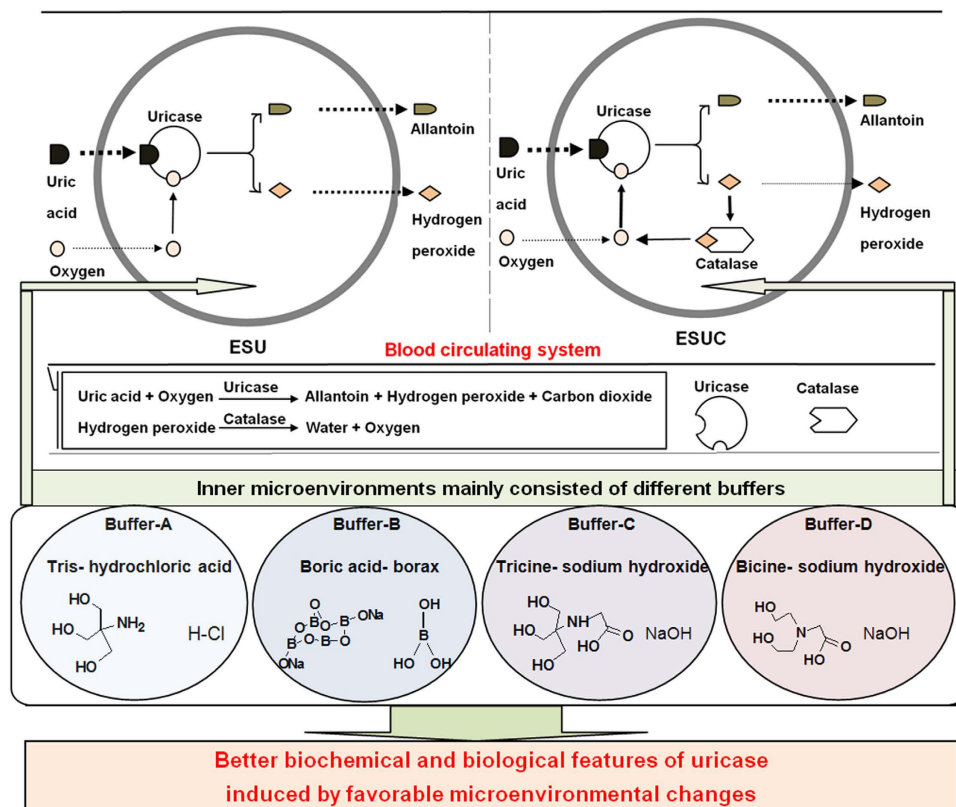 Uricase
Allantoin
Uric
acid
Hydrogen
peroxide
Oxygen
ESU
Uricase
Allantoin
Uric
acid
Hydrogen
peroxide
Oxygen
Catalase
ESUC
Blood circulating system
Uric acid + Oxygen Uricase Allantoin + Hydrogen peroxide + Carbon dioxide
Hydrogen peroxide Catalase Water + Oxygen
Uricase
Catalase
Inner microenvironments mainly consisted of different buffers
Buffer-A
Tris- hydrochloric acid
HO
HO
NH2
HO
H-Cl
Buffer-B
Boric acid- borax
O
B
O
B
O
B
O
B
O
ONa
ONa
OH
B
HO
OH
Buffer-C
Tricine- sodium hydroxide
HO
HO
NH
HO
HO
O
NaOH
Buffer-D
Bicine- sodium hydroxide
HO
HO
N
HO
O
NaOH
Better biochemical and biological features of uricase
induced by favorable microenvironmental changes